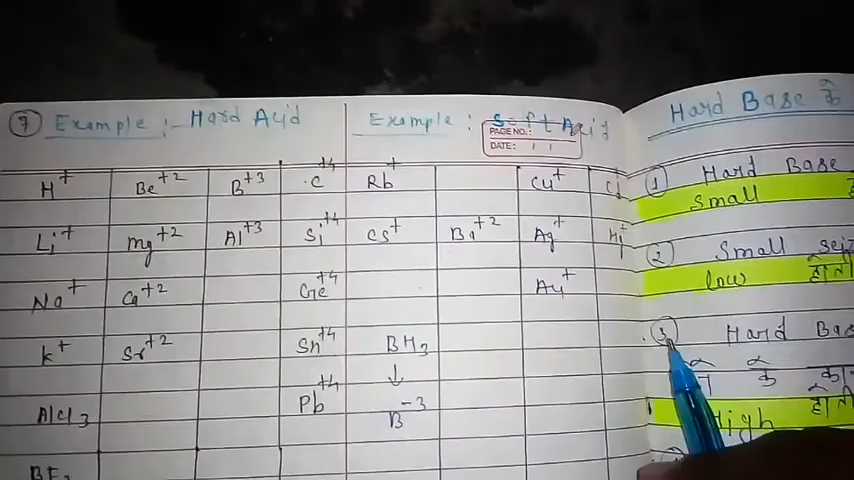 7 Example :- Hard Acid
Example : Soft Acid
PAGE NO.:
DATE:
H+ Be+2 B+3 C+4 Rb+ Cu+
Li+ Mg+2 Al+3 Si+4 Cs+ Ba+2 Ag+
Na+ Ca+2 Ge+4 Au+
K+ Sr+2 Sn+4 BH3
↓
AlCl3 Pb+4 B-3
Hard Base के
1 Hard Base
Small
2 Small seiz
low होती
3 Hard Bas
के का
High होती